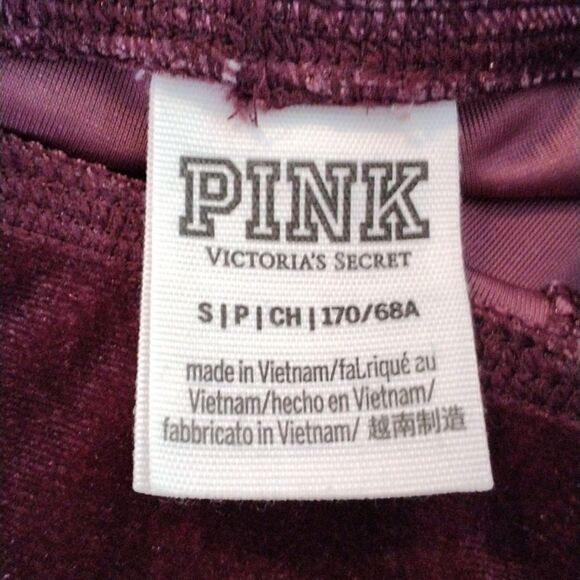 PINK
VICTORIA'S SECRET
S|P|CH|170/68A
made in Vietnam/fabriqué au
Vietnam/hecho en Vietnam/
fabbricato in Vietnam/ 越南制造